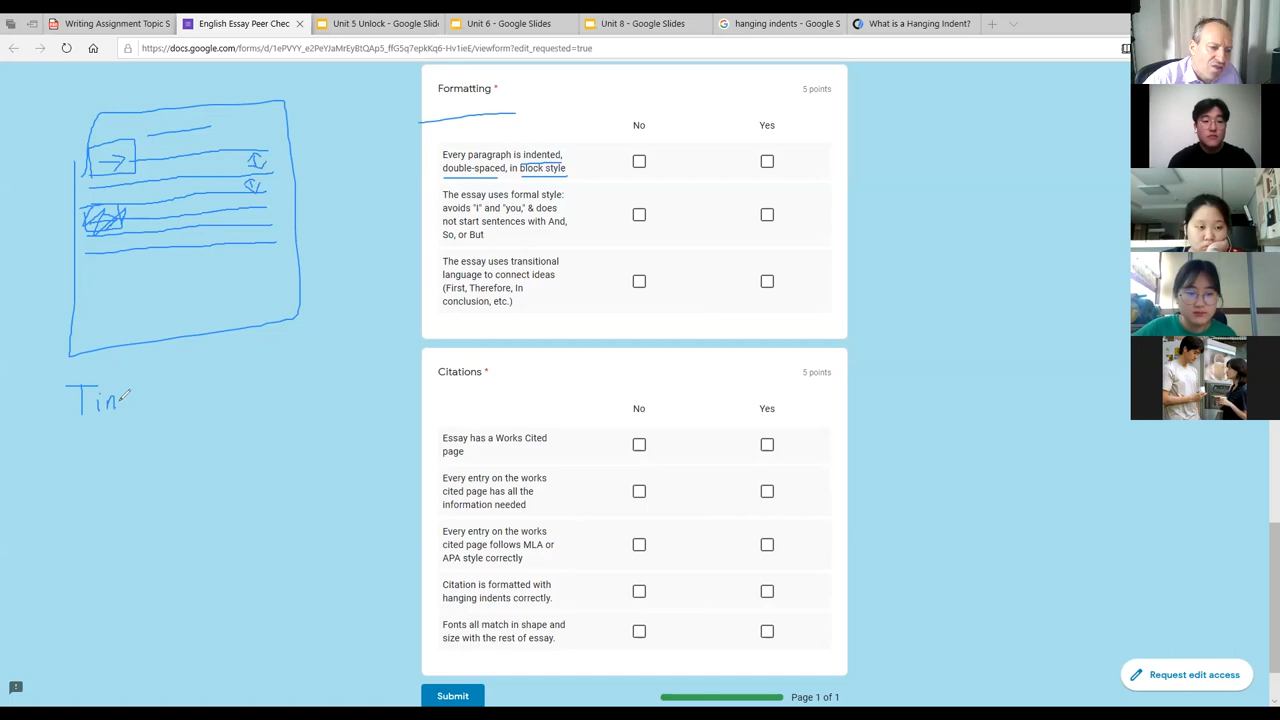 Writing Assignment Topic S
English Essay Peer Chec
Unit 5 Unlock - Google Slide
Unit 6 - Google Slides
Unit 8 - Google Slides
hanging indents - Google S
What is a Hanging Indent?
https://docs.google.com/forms/d/1ePVYY_e2PeYJaMrEyBtQAp5_ffG5q7epkKq6-Hv1ieE/viewform?edit_requested=true
Formatting *
5 points
No
Yes
Every paragraph is indented,
double-spaced, in block style
The essay uses formal style:
avoids "I" and "you," & does
not start sentences with And,
So, or But
The essay uses transitional
language to connect ideas
(First, Therefore, In
conclusion, etc.)
Tin
Citations *
5 points
No
Yes
Essay has a Works Cited
page
Every entry on the works
cited page has all the
information needed
Every entry on the works
cited page follows MLA or
APA style correctly
Citation is formatted with
hanging indents correctly.
Fonts all match in shape and
size with the rest of essay.
Request edit access
Submit
Page 1 of 1